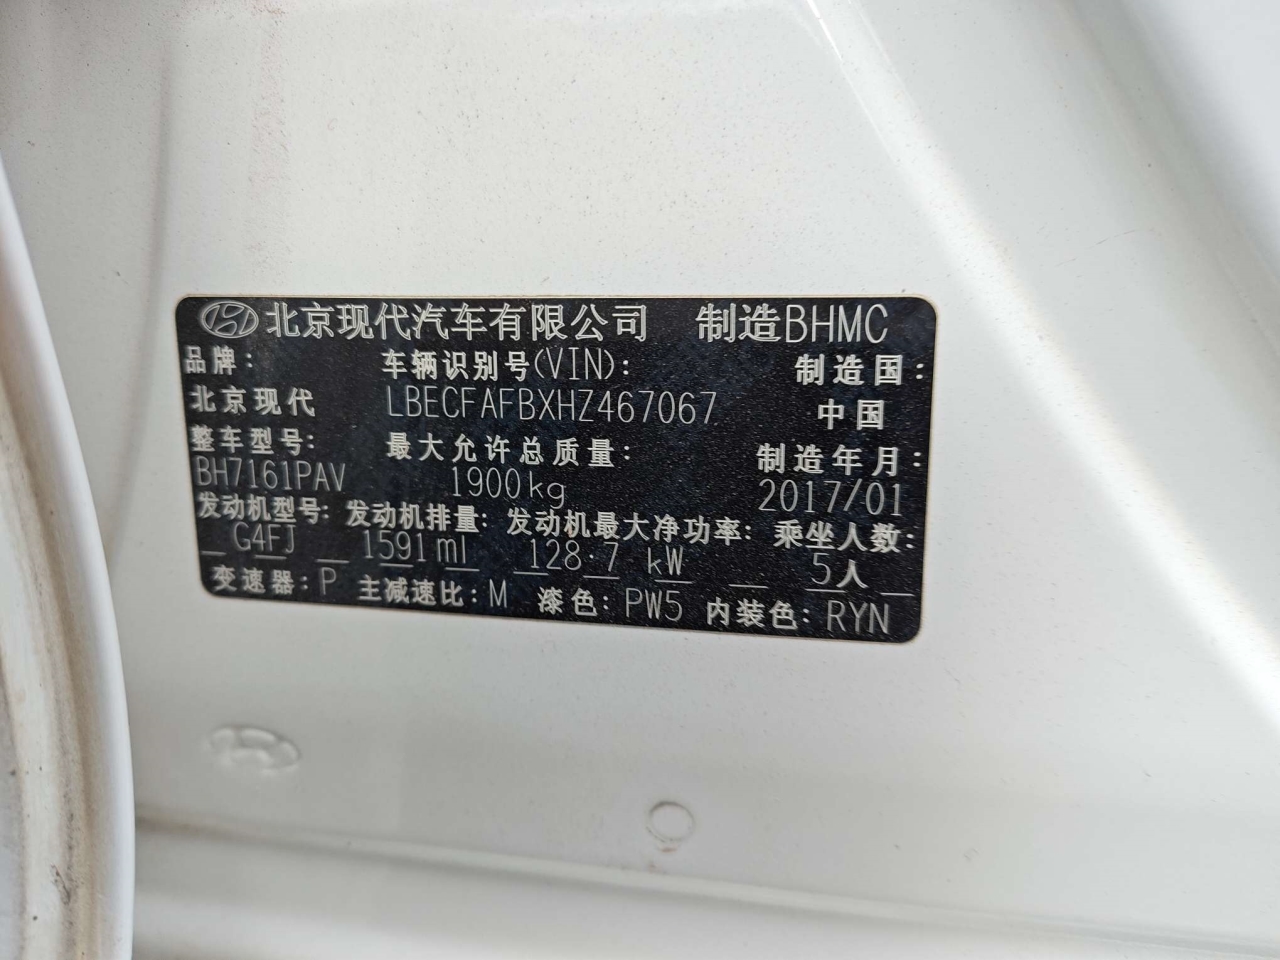 北京现代汽车有限公司 制造BHMC
品牌: 车辆识别号(VIN): 制造国:
北京现代 LBECFAFBXHZ467067 中国
整车型号: 最大允许总质量: 制造年月:
BH7161PAV 1900kg 2017/01
发动机型号: 发动机排量: 发动机最大净功率: 乘坐人数:
G4FJ 1591ml 128.7 kW 5人
变速器: P 主减速比: M 漆色: PW5 内装色: RYN